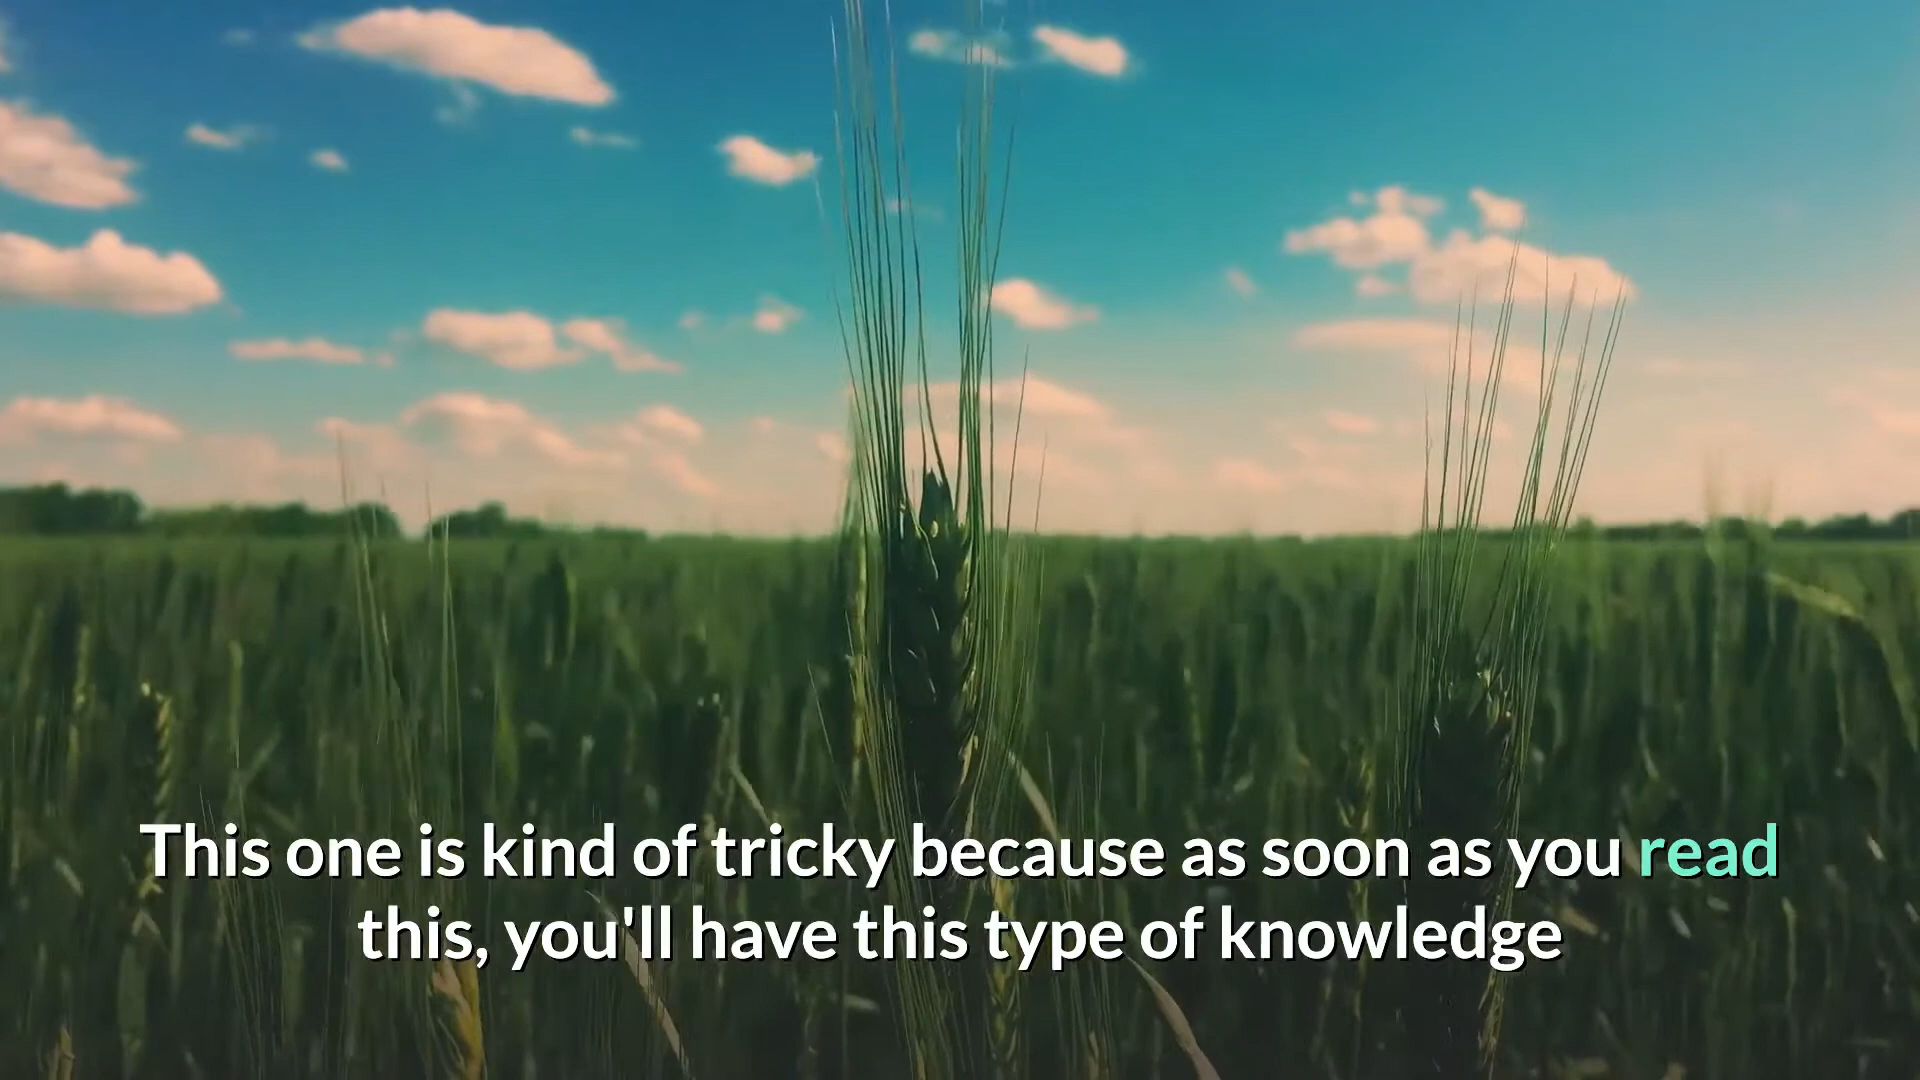 This one is kind of tricky because as soon as you read
this, you'll have this type of knowledge